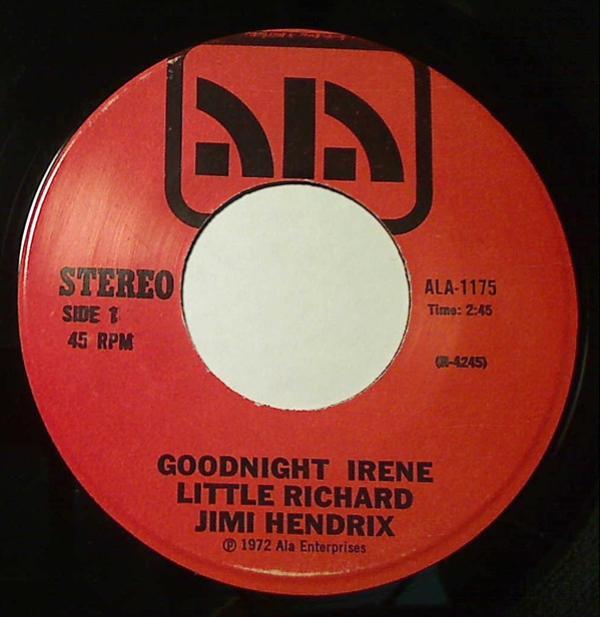 ala
STEREO
SIDE 1
45 RPM
ALA-1175
Time: 2:45
(R-4245)
GOODNIGHT IRENE
LITTLE RICHARD
JIMI HENDRIX
℗ 1972 Ala Enterprises